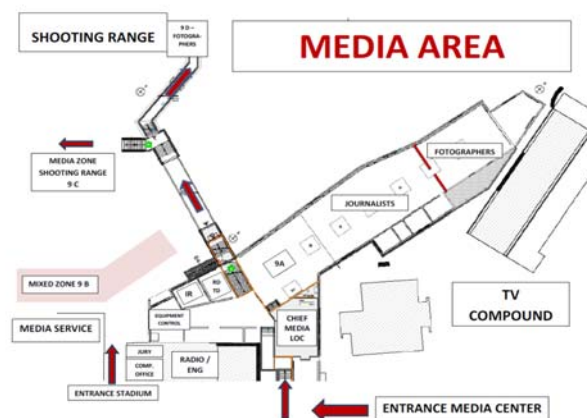 SHOOTING RANGE
9 D –
FOTOGRA-
PHERS
MEDIA AREA
MEDIA ZONE
SHOOTING RANGE
9 C
FOTOGRAPHERS
JOURNALISTS
9A
MIXED ZONE 9 B
IR
RD
TD
EQUIPMENT
CONTROL
CHIEF
MEDIA
LOC
TV
COMPOUND
MEDIA SERVICE
JURY
COMP.
OFFICE
RADIO /
ENG
ENTRANCE STADIUM
ENTRANCE MEDIA CENTER